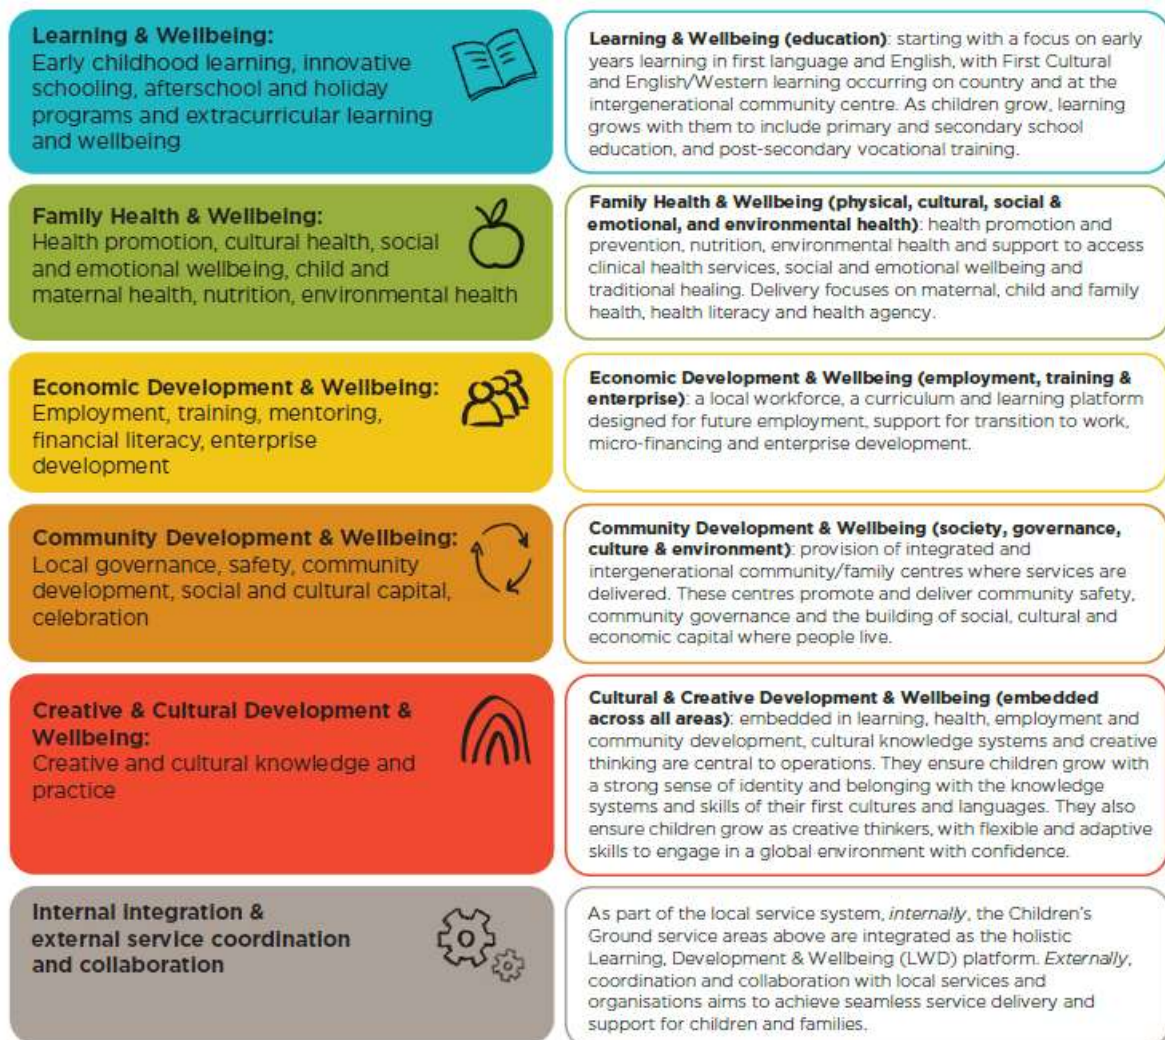 Learning & Wellbeing:
Early childhood learning, innovative
schooling, afterschool and holiday
programs and extracurricular learning
and wellbeing
Learning & Wellbeing (education): starting with a focus on early
years learning in first language and English, with First Cultural
and English/Western learning occurring on country and at the
intergenerational community centre. As children grow, learning
grows with them to include primary and secondary school
education, and post-secondary vocational training.
Family Health & Wellbeing:
Health promotion, cultural health, social
and emotional wellbeing, child and
maternal health, nutrition, environmental health
Family Health & Wellbeing (physical, cultural, social &
emotional, and environmental health): health promotion and
prevention, nutrition, environmental health and support to access
clinical health services, social and emotional wellbeing and
traditional healing. Delivery focuses on maternal, child and family
health, health literacy and health agency.
Economic Development & Wellbeing:
Employment, training, mentoring,
financial literacy, enterprise
development
Economic Development & Wellbeing (employment, training &
enterprise): a local workforce, a curriculum and learning platform
designed for future employment, support for transition to work,
micro-financing and enterprise development.
Community Development & Wellbeing:
Local governance, safety, community
development, social and cultural capital,
celebration
Community Development & Wellbeing (society, governance,
culture & environment): provision of integrated and
intergenerational community/family centres where services are
delivered. These centres promote and deliver community safety,
community governance and the building of social, cultural and
economic capital where people live.
Creative & Cultural Development &
Wellbeing:
Creative and cultural knowledge and
practice
Cultural & Creative Development & Wellbeing (embedded
across all areas): embedded in learning, health, employment and
community development, cultural knowledge systems and creative
thinking are central to operations. They ensure children grow with
a strong sense of identity and belonging with the knowledge
systems and skills of their first cultures and languages. They also
ensure children grow as creative thinkers, with flexible and adaptive
skills to engage in a global environment with confidence.
Internal integration &
external service coordination
and collaboration
As part of the local service system, internally, the Children's
Ground service areas above are integrated as the holistic
Learning, Development & Wellbeing (LWD) platform. Externally,
coordination and collaboration with local services and
organisations aims to achieve seamless service delivery and
support for children and families.